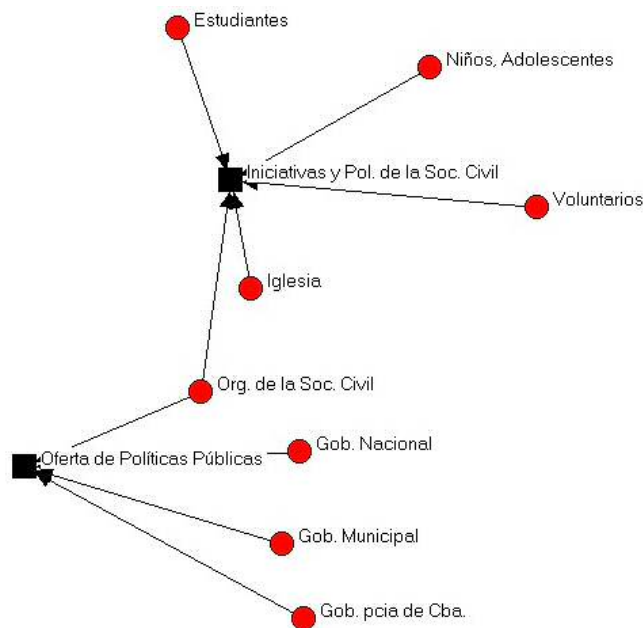 Estudiantes
Niños, Adolescentes
Iniciativas y Pol. de la Soc. Civil
Voluntarios
Iglesia
Org. de la Soc. Civil
Gob. Nacional
Oferta de Políticas Públicas
Gob. Municipal
Gob. pcia de Cba.